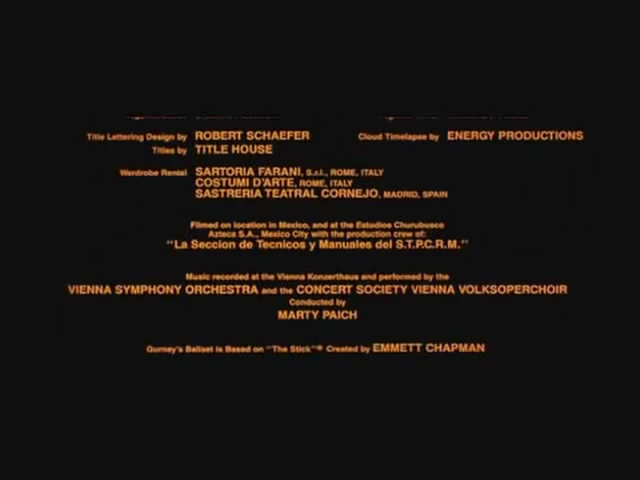 Title Lettering Design by ROBERT SCHAEFER Cloud Timelapse by ENERGY PRODUCTIONS
Titles by TITLE HOUSE
Wardrobe Rental SARTORIA FARANI, S.r.l., ROME, ITALY
COSTUMI D'ARTE, ROME, ITALY
SASTRERIA TEATRAL CORNEJO, MADRID, SPAIN
Filmed on location in Mexico, and at the Estudios Churubusco
Azteca S.A., Mexico City with the production crew of:
"La Seccion de Tecnicos y Manuales del S.T.P.C.R.M."
Music recorded at the Vienna Konzerthaus and performed by the
VIENNA SYMPHONY ORCHESTRA and the CONCERT SOCIETY VIENNA VOLKSOPERCHOIR
Conducted by
MARTY PAICH
Gurney's Baliset is Based on "The Stick"® Created by EMMETT CHAPMAN